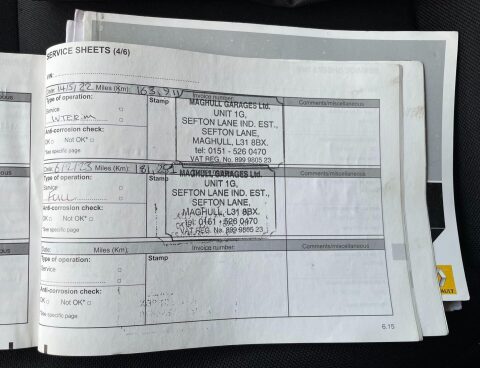 SERVICE SHEETS (4/6)
VIN:
Date: 14/5/22 Miles (Km): 163,911 Invoice number:
Comments/miscellaneous
Type of operation:
Stamp
Service
INTERIM
Anti-corrosion check:
OK Not OK*
*See specific page
MAGHULL GARAGES Ltd.
UNIT 1G,
SEFTON LANE IND. EST.,
SEFTON LANE,
MAGHULL, L31 8BX.
tel: 0151 - 526 0470
VAT REG. No. 899 9805 23
Date: Miles (Km):
Comments/miscellaneous
Type of operation:
Stamp
Service
FULL
Anti-corrosion check:
OK Not OK*
*See specific page
MAGHULL GARAGES Ltd.
UNIT 1G,
SEFTON LANE IND. EST.,
SEFTON LANE,
MAGHULL, L31 8BX.
tel: 0151 - 526 0470
VAT REG. No. 899 9805 23
Date: Miles (Km): Invoice number:
Comments/miscellaneous
Type of operation:
Stamp
Service
Anti-corrosion check:
OK Not OK*
*See specific page
6.15